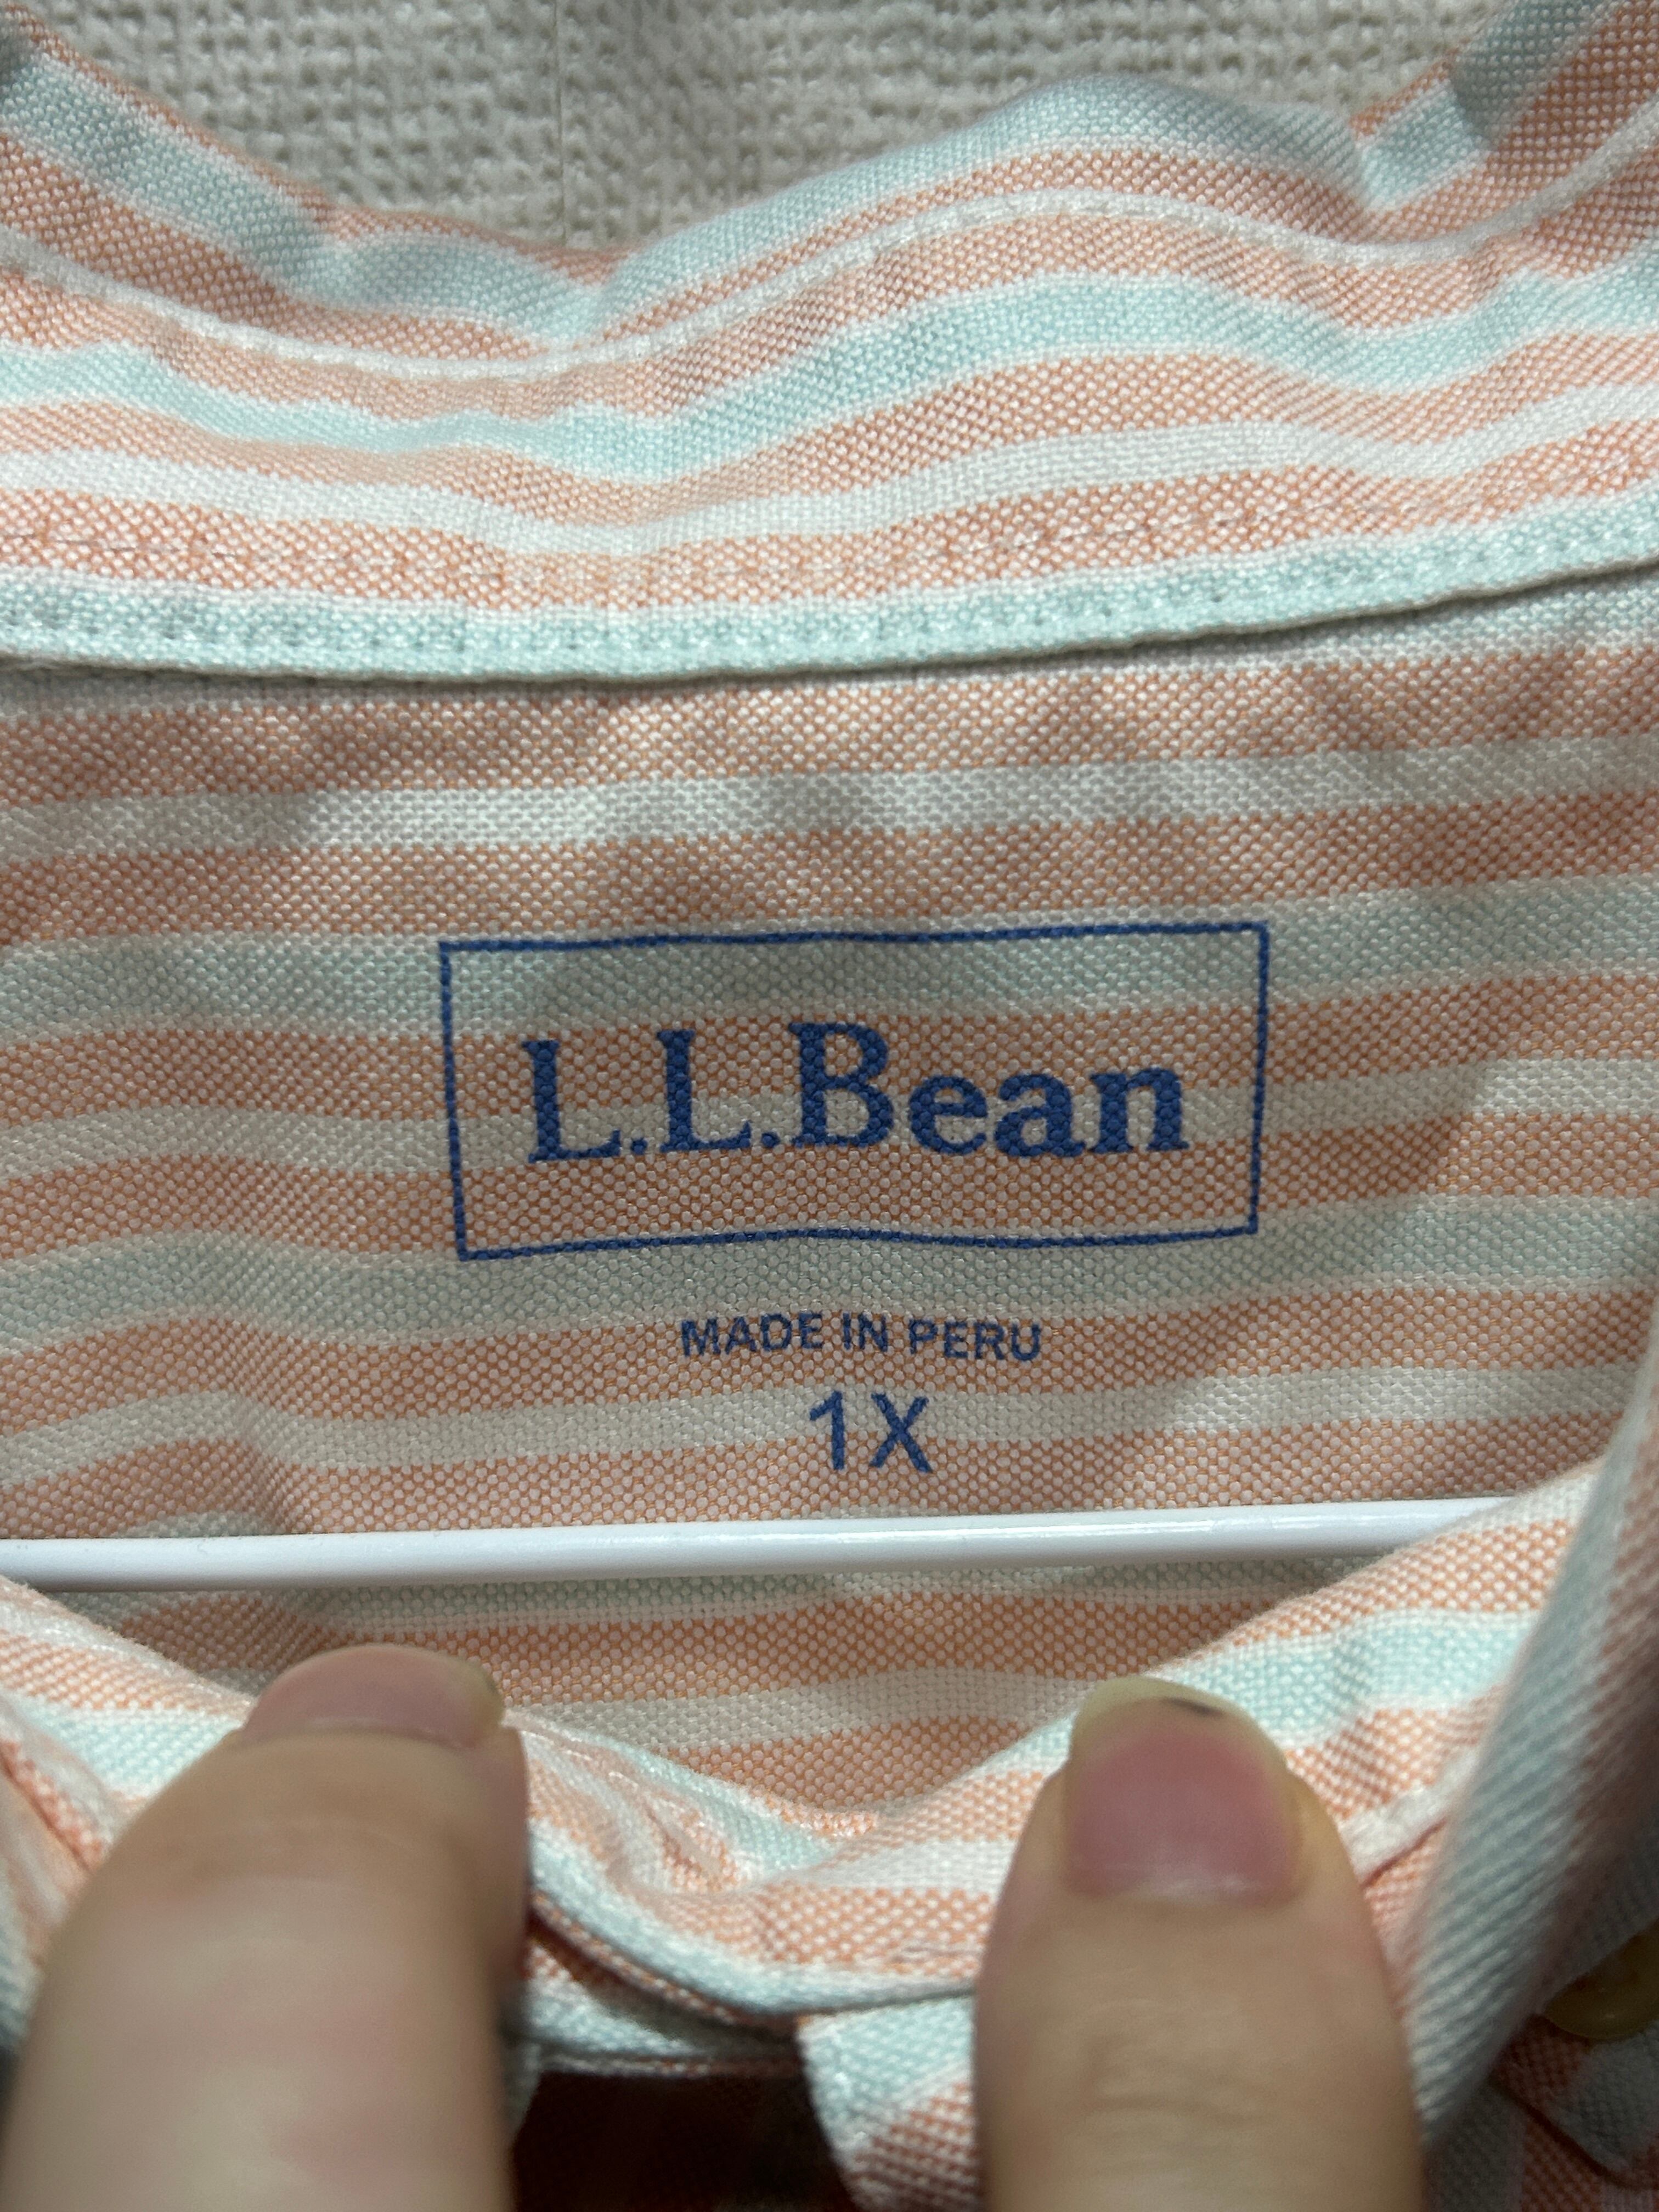 L.L.Bean
MADE IN PERU
1X